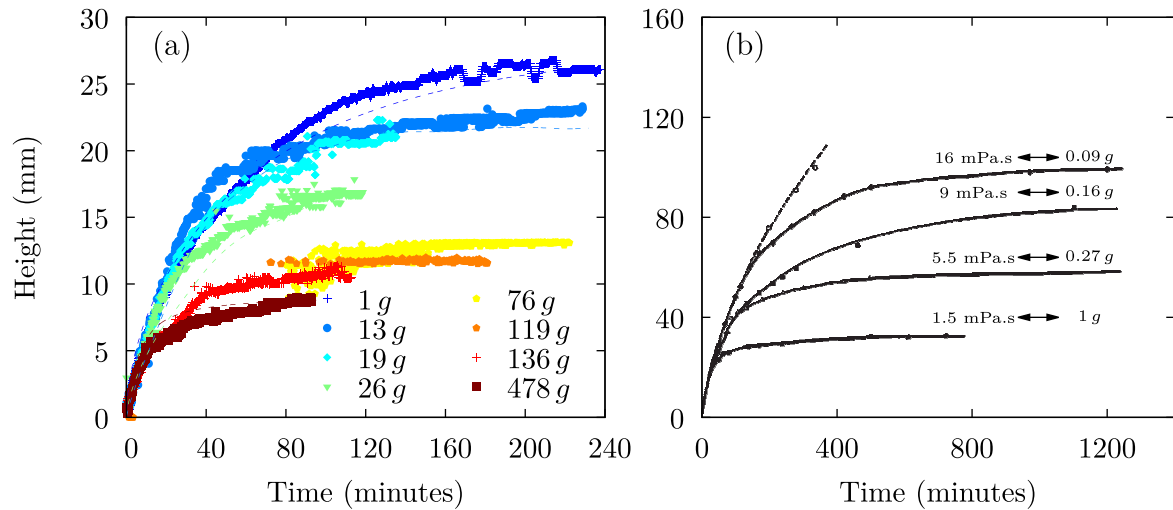 Height (mm)
(a)
30
25
20
15
10
5
0
1 g
13 g
19 g
26 g
76 g
119 g
136 g
478 g
0 40 80 120 160 200 240
Time (minutes)
(b)
160
120
80
40
0
16 mPa.s 0.09 g
9 mPa.s 0.16 g
5.5 mPa.s 0.27 g
1.5 mPa.s 1 g
0 400 800 1200
Time (minutes)